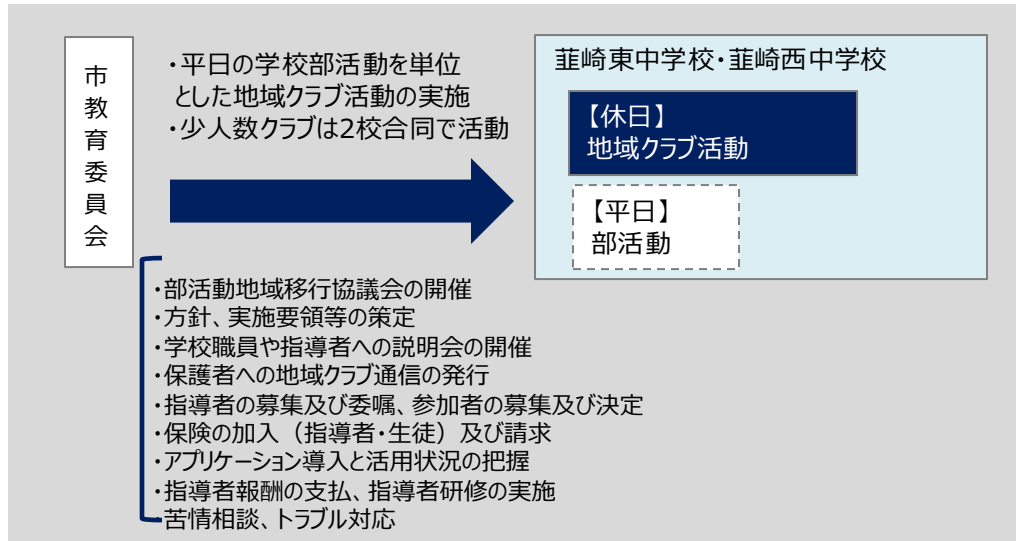 市教育委員会
・平日の学校部活動を単位
とした地域クラブ活動の実施
・少人数クラブは2校合同で活動
韮崎東中学校・韮崎西中学校
【休日】
地域クラブ活動
【平日】
部活動
・部活動地域移行協議会の開催
・方針、実施要領等の策定
・学校職員や指導者への説明会の開催
・保護者への地域クラブ通信の発行
・指導者の募集及び委嘱、参加者の募集及び決定
・保険の加入（指導者・生徒）及び請求
・アプリケーション導入と活用状況の把握
・指導者報酬の支払、指導者研修の実施
・苦情相談、トラブル対応